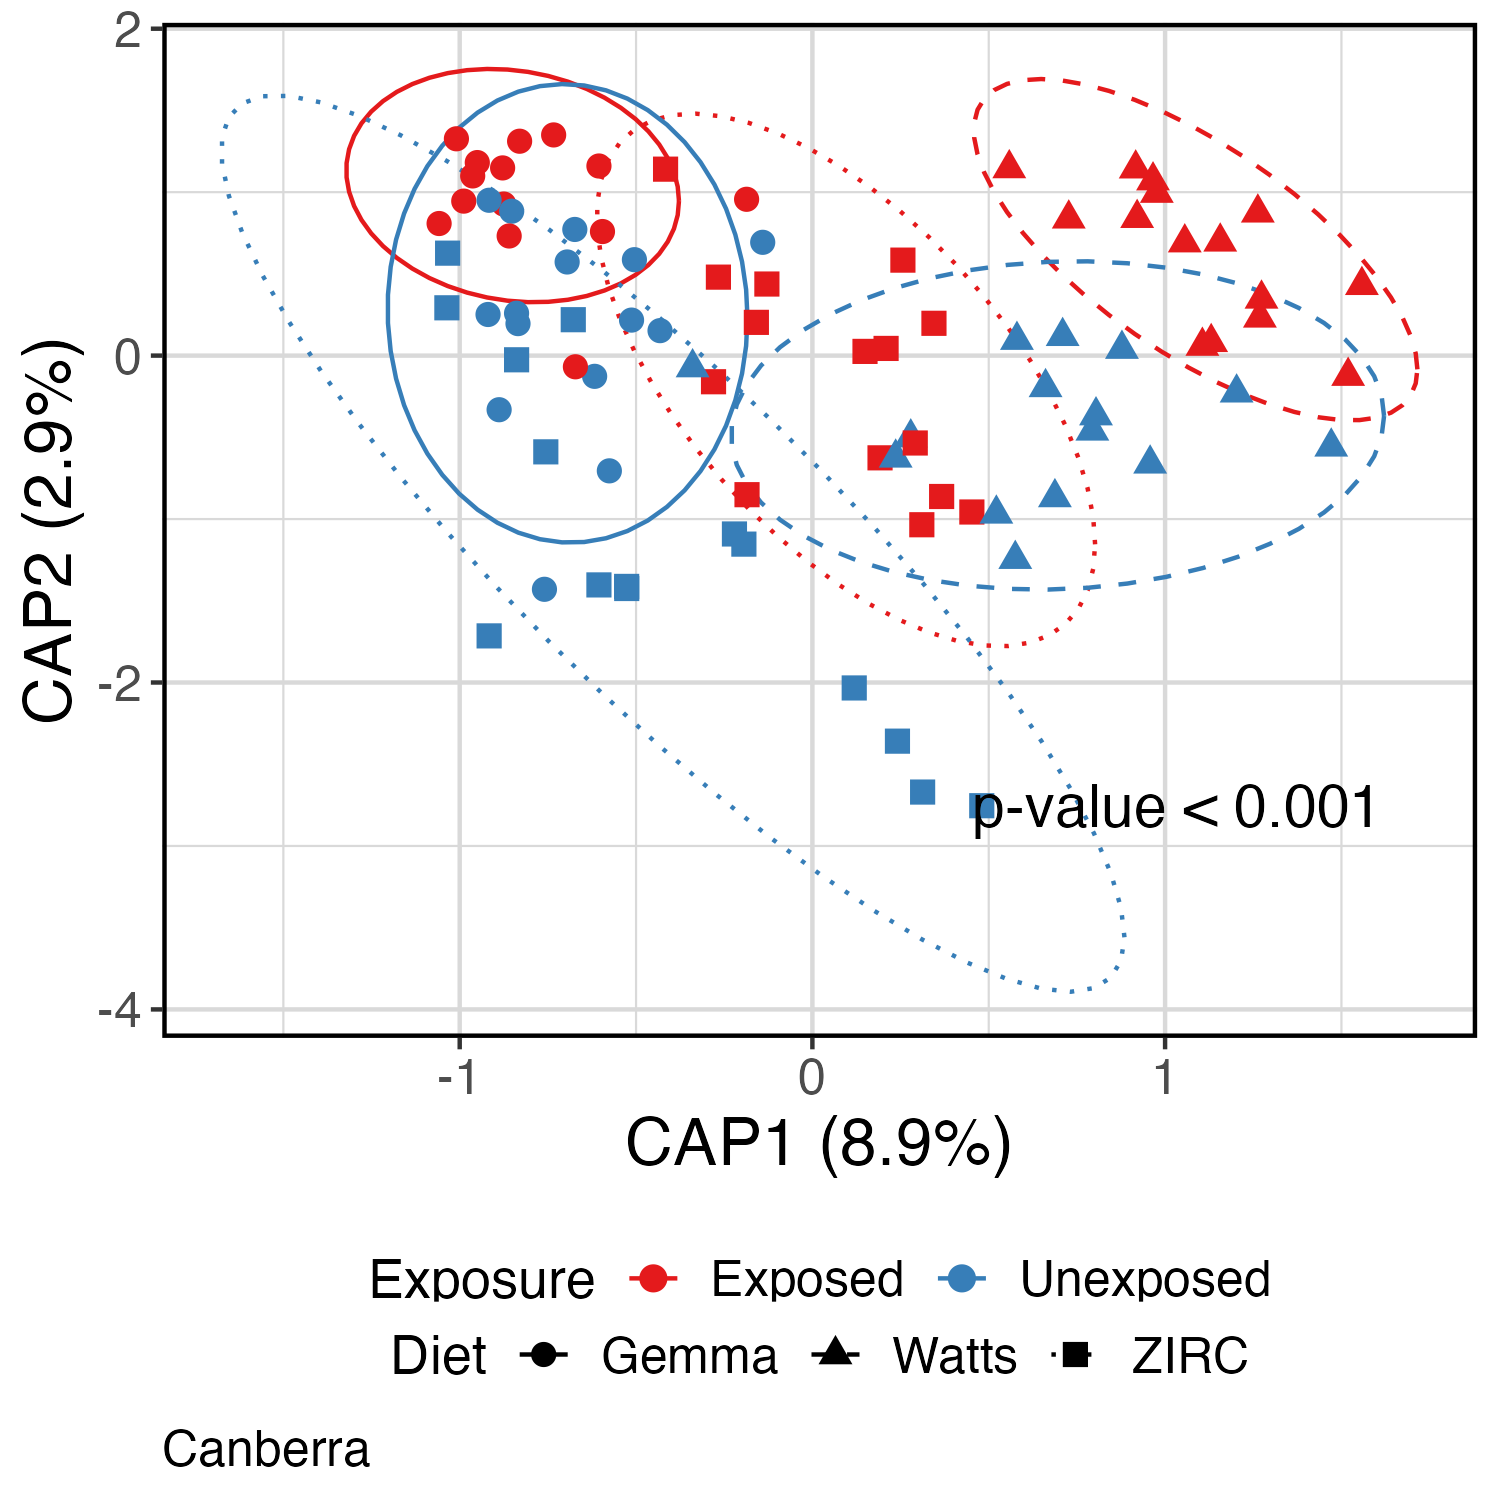 2
0
-2
-4
CAP2 (2.9%)
p-value < 0.001
-1 0 1
CAP1 (8.9%)
Exposure Exposed Unexposed
Diet Gemma Watts ZIRC
Canberra